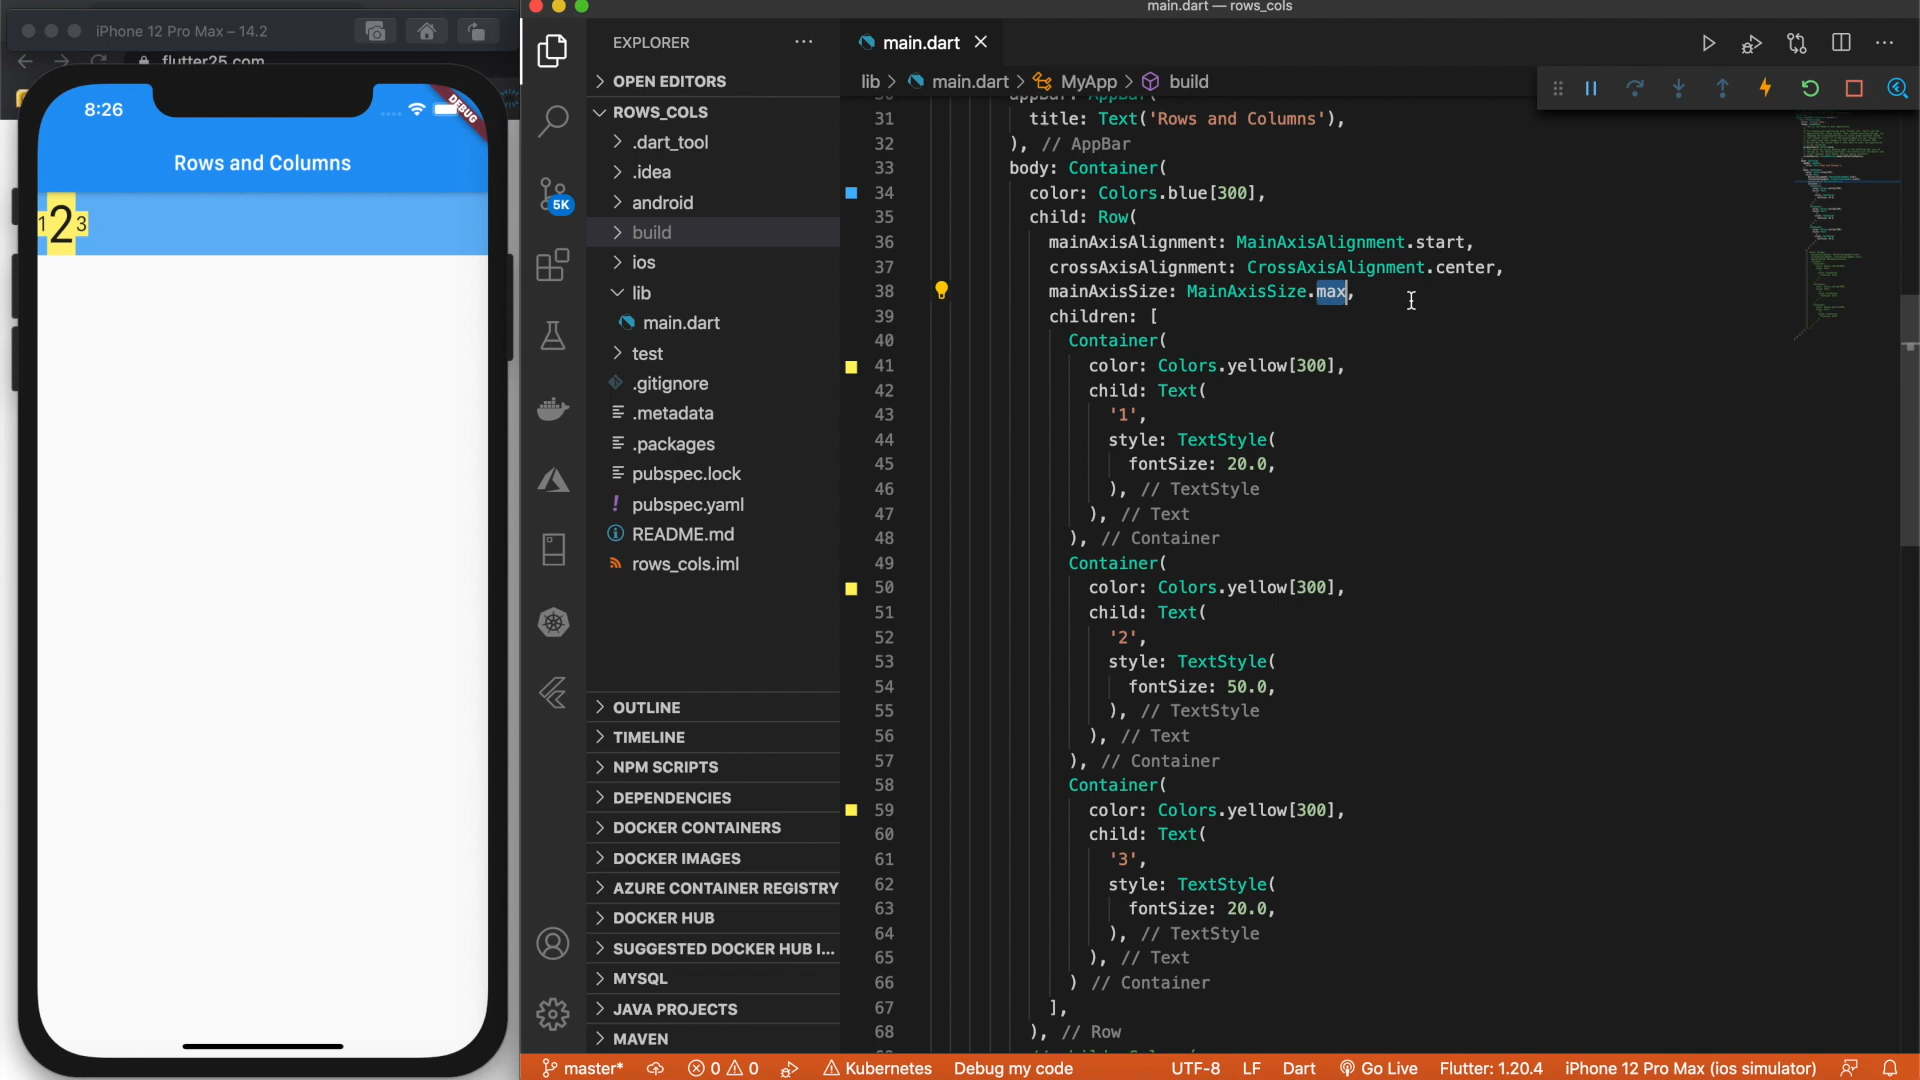 iPhone 12 Pro Max – 14.2
flutter25.com
8:26
DEBUG
Rows and Columns
1 2 3
main.dart — rows_cols
EXPLORER
OPEN EDITORS
ROWS_COLS
.dart_tool
.idea
android
build
ios
lib
main.dart
test
.gitignore
.metadata
.packages
pubspec.lock
pubspec.yaml
README.md
rows_cols.iml
5K
OUTLINE
TIMELINE
NPM SCRIPTS
DEPENDENCIES
DOCKER CONTAINERS
DOCKER IMAGES
AZURE CONTAINER REGISTRY
DOCKER HUB
SUGGESTED DOCKER HUB I...
MYSQL
JAVA PROJECTS
MAVEN
main.dart
lib > main.dart > MyApp > build
30 appBar: AppBar(
31 title: Text('Rows and Columns'),
32 ), // AppBar
33 body: Container(
34 color: Colors.blue[300],
35 child: Row(
36 mainAxisAlignment: MainAxisAlignment.start,
37 crossAxisAlignment: CrossAxisAlignment.center,
38 mainAxisSize: MainAxisSize.max,
39 children: [
40 Container(
41 color: Colors.yellow[300],
42 child: Text(
43 '1',
44 style: TextStyle(
45 fontSize: 20.0,
46 ), // TextStyle
47 ), // Text
48 ), // Container
49 Container(
50 color: Colors.yellow[300],
51 child: Text(
52 '2',
53 style: TextStyle(
54 fontSize: 50.0,
55 ), // TextStyle
56 ), // Text
57 ), // Container
58 Container(
59 color: Colors.yellow[300],
60 child: Text(
61 '3',
62 style: TextStyle(
63 fontSize: 20.0,
64 ), // TextStyle
65 ), // Text
66 ) // Container
67 ],
68 ), // Row
master* 0 0 Kubernetes Debug my code UTF-8 LF Dart Go Live Flutter: 1.20.4 iPhone 12 Pro Max (ios simulator)